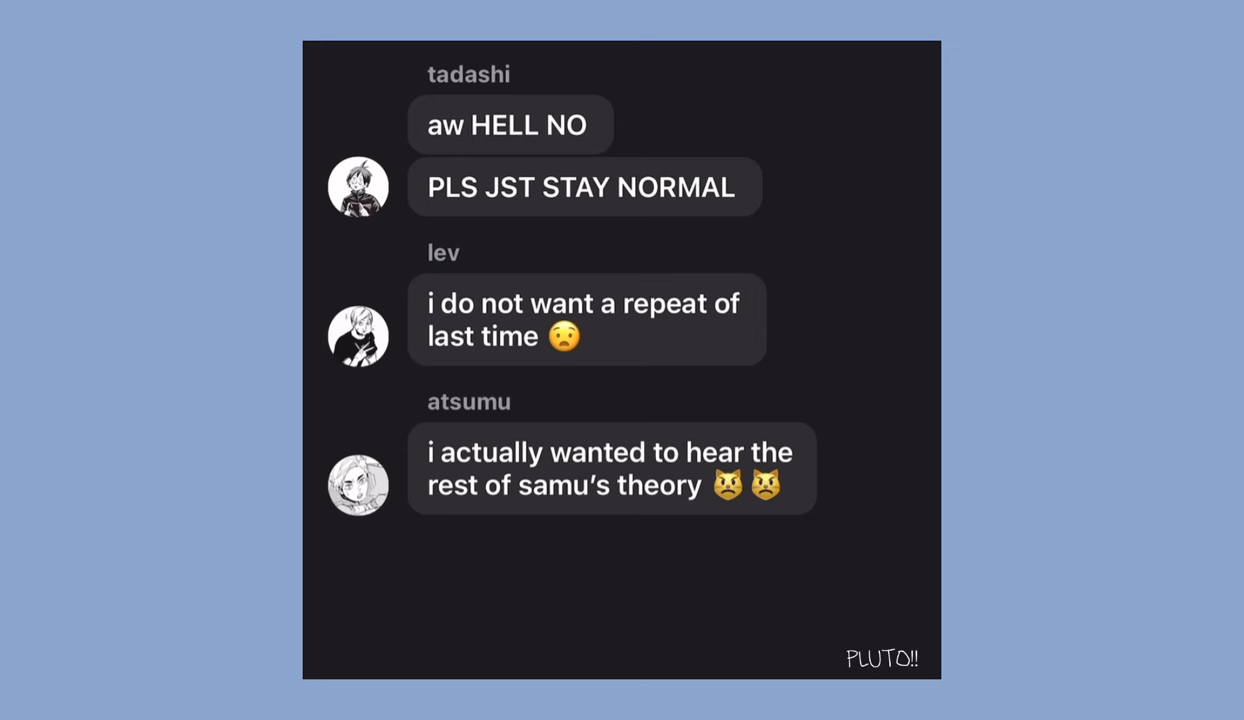 tadashi
aw HELL NO
PLS JST STAY NORMAL
lev
i do not want a repeat of
last time 😧
atsumu
i actually wanted to hear the
rest of samu's theory 😾😾
PLUTO!!